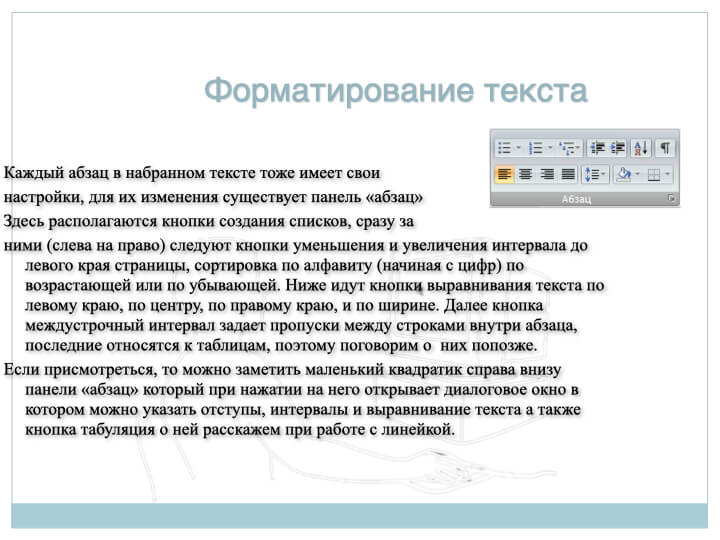 Форматирование текста
Каждый абзац в набранном тексте тоже имеет свои
настройки, для их изменения существует панель «абзац»
Здесь располагаются кнопки создания списков, сразу за
ними (слева на право) следуют кнопки уменьшения и увеличения интервала до
левого края страницы, сортировка по алфавиту (начиная с цифр) по
возрастающей или по убывающей. Ниже идут кнопки выравнивания текста по
левому краю, по центру, по правому краю, и по ширине. Далее кнопка
междустрочный интервал задает пропуски между строками внутри абзаца,
последние относятся к таблицам, поэтому поговорим о них попозже.
Если присмотреться, то можно заметить маленький квадратик справа внизу
панели «абзац» который при нажатии на него открывает диалоговое окно в
котором можно указать отступы, интервалы и выравнивание текста а также
кнопка табуляция о ней расскажем при работе с линейкой.
Абзац